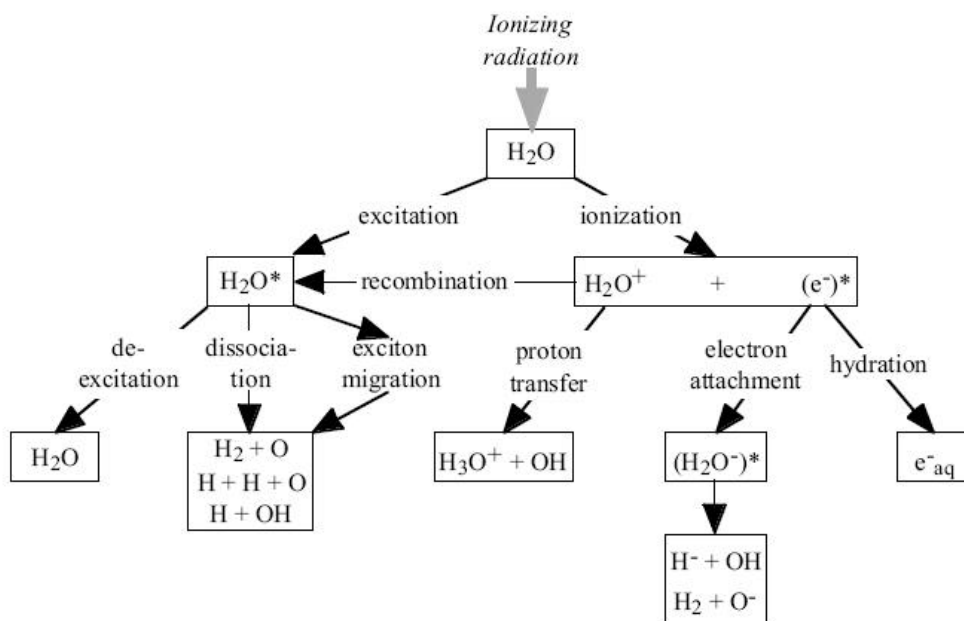 Ionizing
radiation
H₂O
excitation
ionization
H₂O*
recombination
H₂O⁺ + (e⁻)*
de-
excitation
dissocia-
tion
exciton
migration
proton
transfer
electron
attachment
hydration
H₂O
H₂ + O
H + H + O
H + OH
H₃O⁺ + OH
(H₂O⁻)*
e⁻aq
H⁻ + OH
H₂ + O⁻